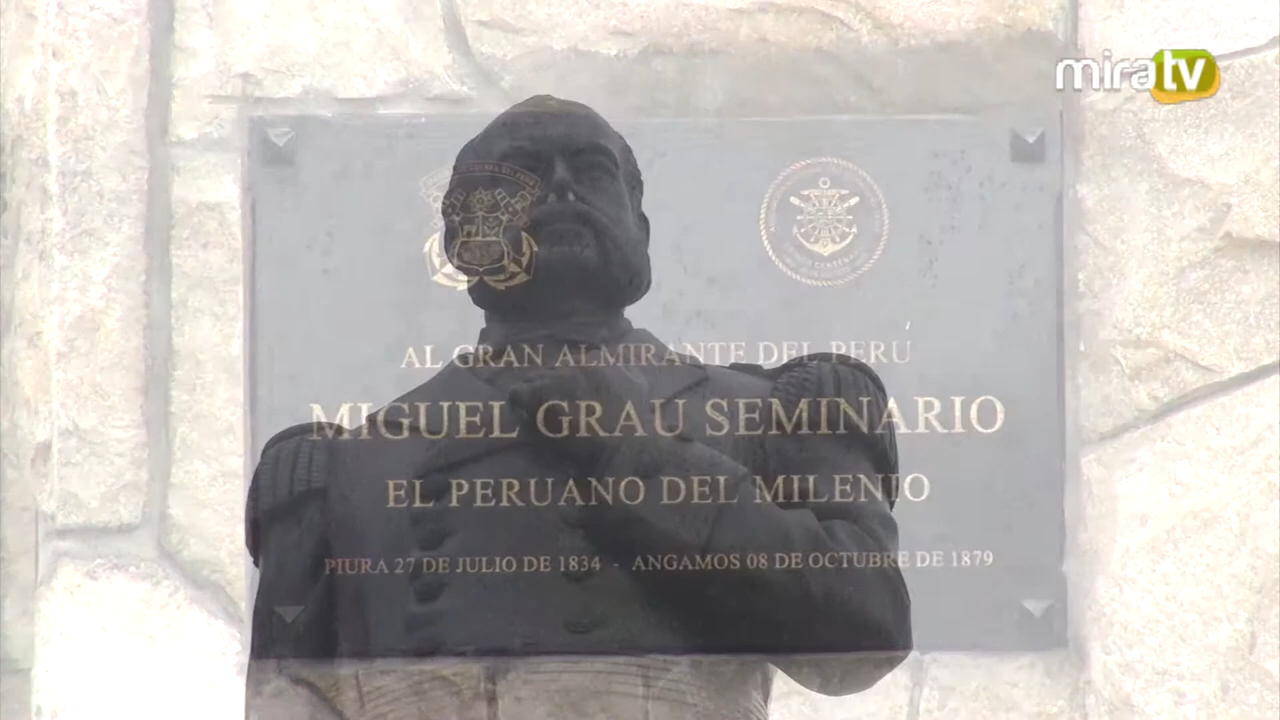 miratv
AL GRAN ALMIRANTE DEL PERÚ
MIGUEL GRAU SEMINARIO
EL PERUANO DEL MILENIO
PIURA 27 DE JULIO DE 1834 - ANGAMOS 08 DE OCTUBRE DE 1879